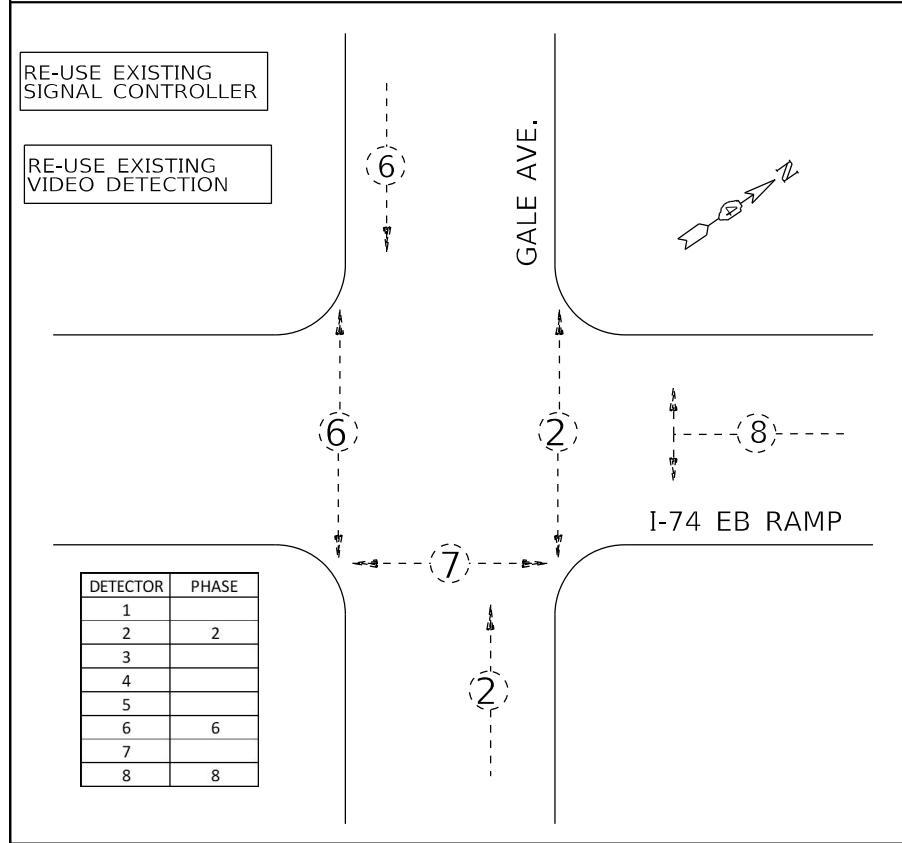 RE-USE EXISTING
SIGNAL CONTROLLER
RE-USE EXISTING
VIDEO DETECTION
6
GALE AVE.
4
N
6
2
8
I-74 EB RAMP
7
2
DETECTOR PHASE
1
2 2
3
4
5
6 6
7
8 8